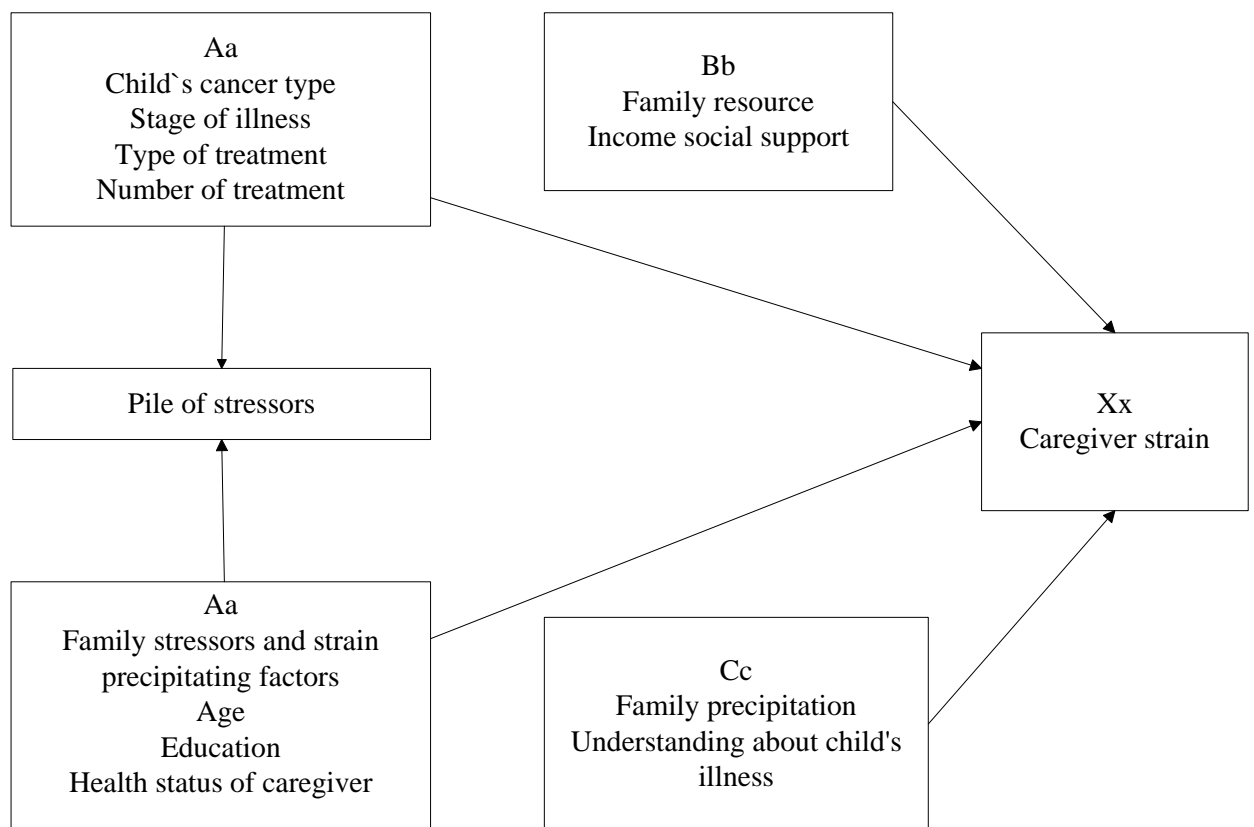 Aa
Child`s cancer type
Stage of illness
Type of treatment
Number of treatment
Bb
Family resource
Income social support
Pile of stressors
Xx
Caregiver strain
Aa
Family stressors and strain
precipitating factors
Age
Education
Health status of caregiver
Cc
Family precipitation
Understanding about child's
illness